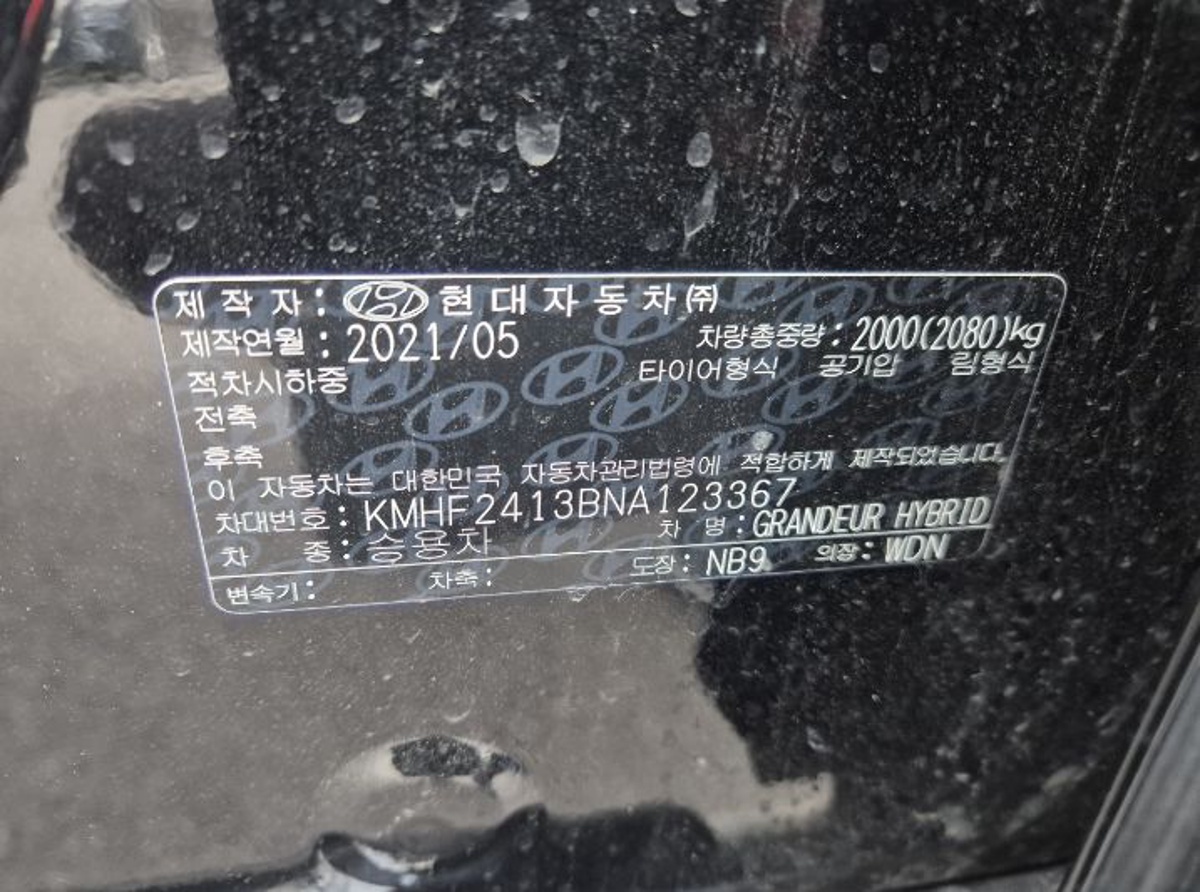 제 작 자 : 현 대 자 동 차 ㈜
제작연월 : 2021/05 차량총중량 : 2000(2080)kg
적차시하중 타이어형식 공기압 림형식
전축
후축
이 자동차는 대한민국 자동차관리법령에 적합하게 제작되었습니다.
차대번호 : KMHF2413BNA123367
차 종 : 승용차 차 명 : GRANDEUR HYBRID
변속기 : 차축 : 도장 : NB9 의장 : WDN